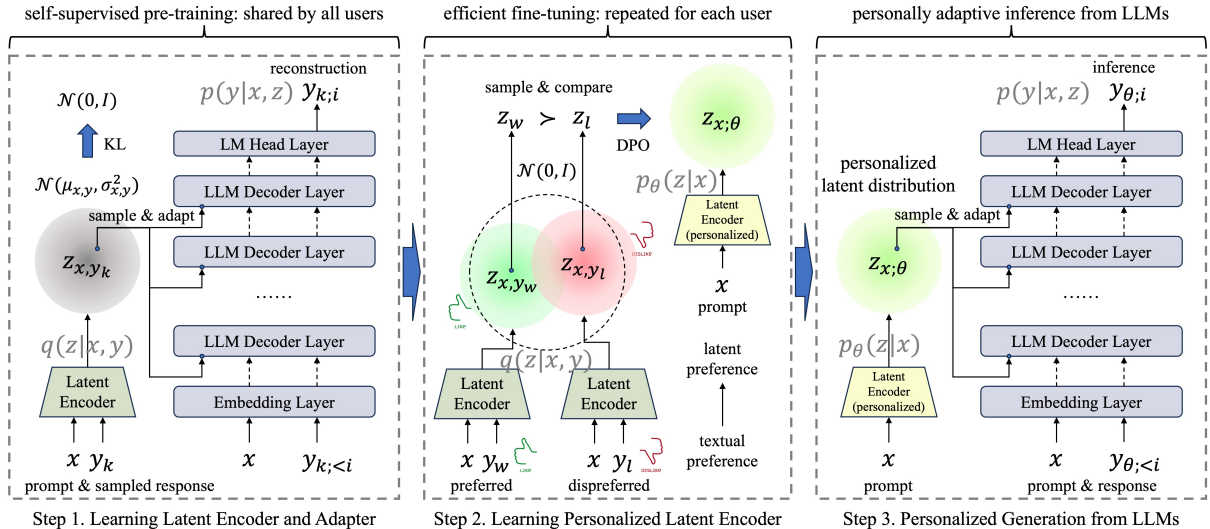 self-supervised pre-training: shared by all users
efficient fine-tuning: repeated for each user
personally adaptive inference from LLMs
reconstruction
p(y|x, z) y_{k;i}
N(0, I)
KL
N(μ_{x,y}, σ²_{x,y})
LM Head Layer
LLM Decoder Layer
sample & adapt
LLM Decoder Layer
z_{x,y_k}
......
q(z|x, y)
LLM Decoder Layer
Latent
Encoder
Embedding Layer
x y_k
x
y_{k;<i}
prompt & sampled response
Step 1. Learning Latent Encoder and Adapter
sample & compare
z_w ≻ z_l
DPO
z_{x;θ}
N(0, I)
p_θ(z|x)
Latent
Encoder
(personalized)
DISLIKE
z_{x,y_w}
z_{x,y_l}
x
prompt
LIKE
q(z|x, y)
latent
preference
Latent
Encoder
Latent
Encoder
textual
preference
x y_w
LIKE
x y_l
DISLIKE
preferred
dispreferred
Step 2. Learning Personalized Latent Encoder
inference
p(y|x, z) y_{θ;i}
LM Head Layer
personalized
latent distribution
LLM Decoder Layer
sample & adapt
LLM Decoder Layer
z_{x;θ}
......
p_θ(z|x)
LLM Decoder Layer
Latent
Encoder
(personalized)
Embedding Layer
x
x
y_{θ;<i}
prompt
prompt & response
Step 3. Personalized Generation from LLMs